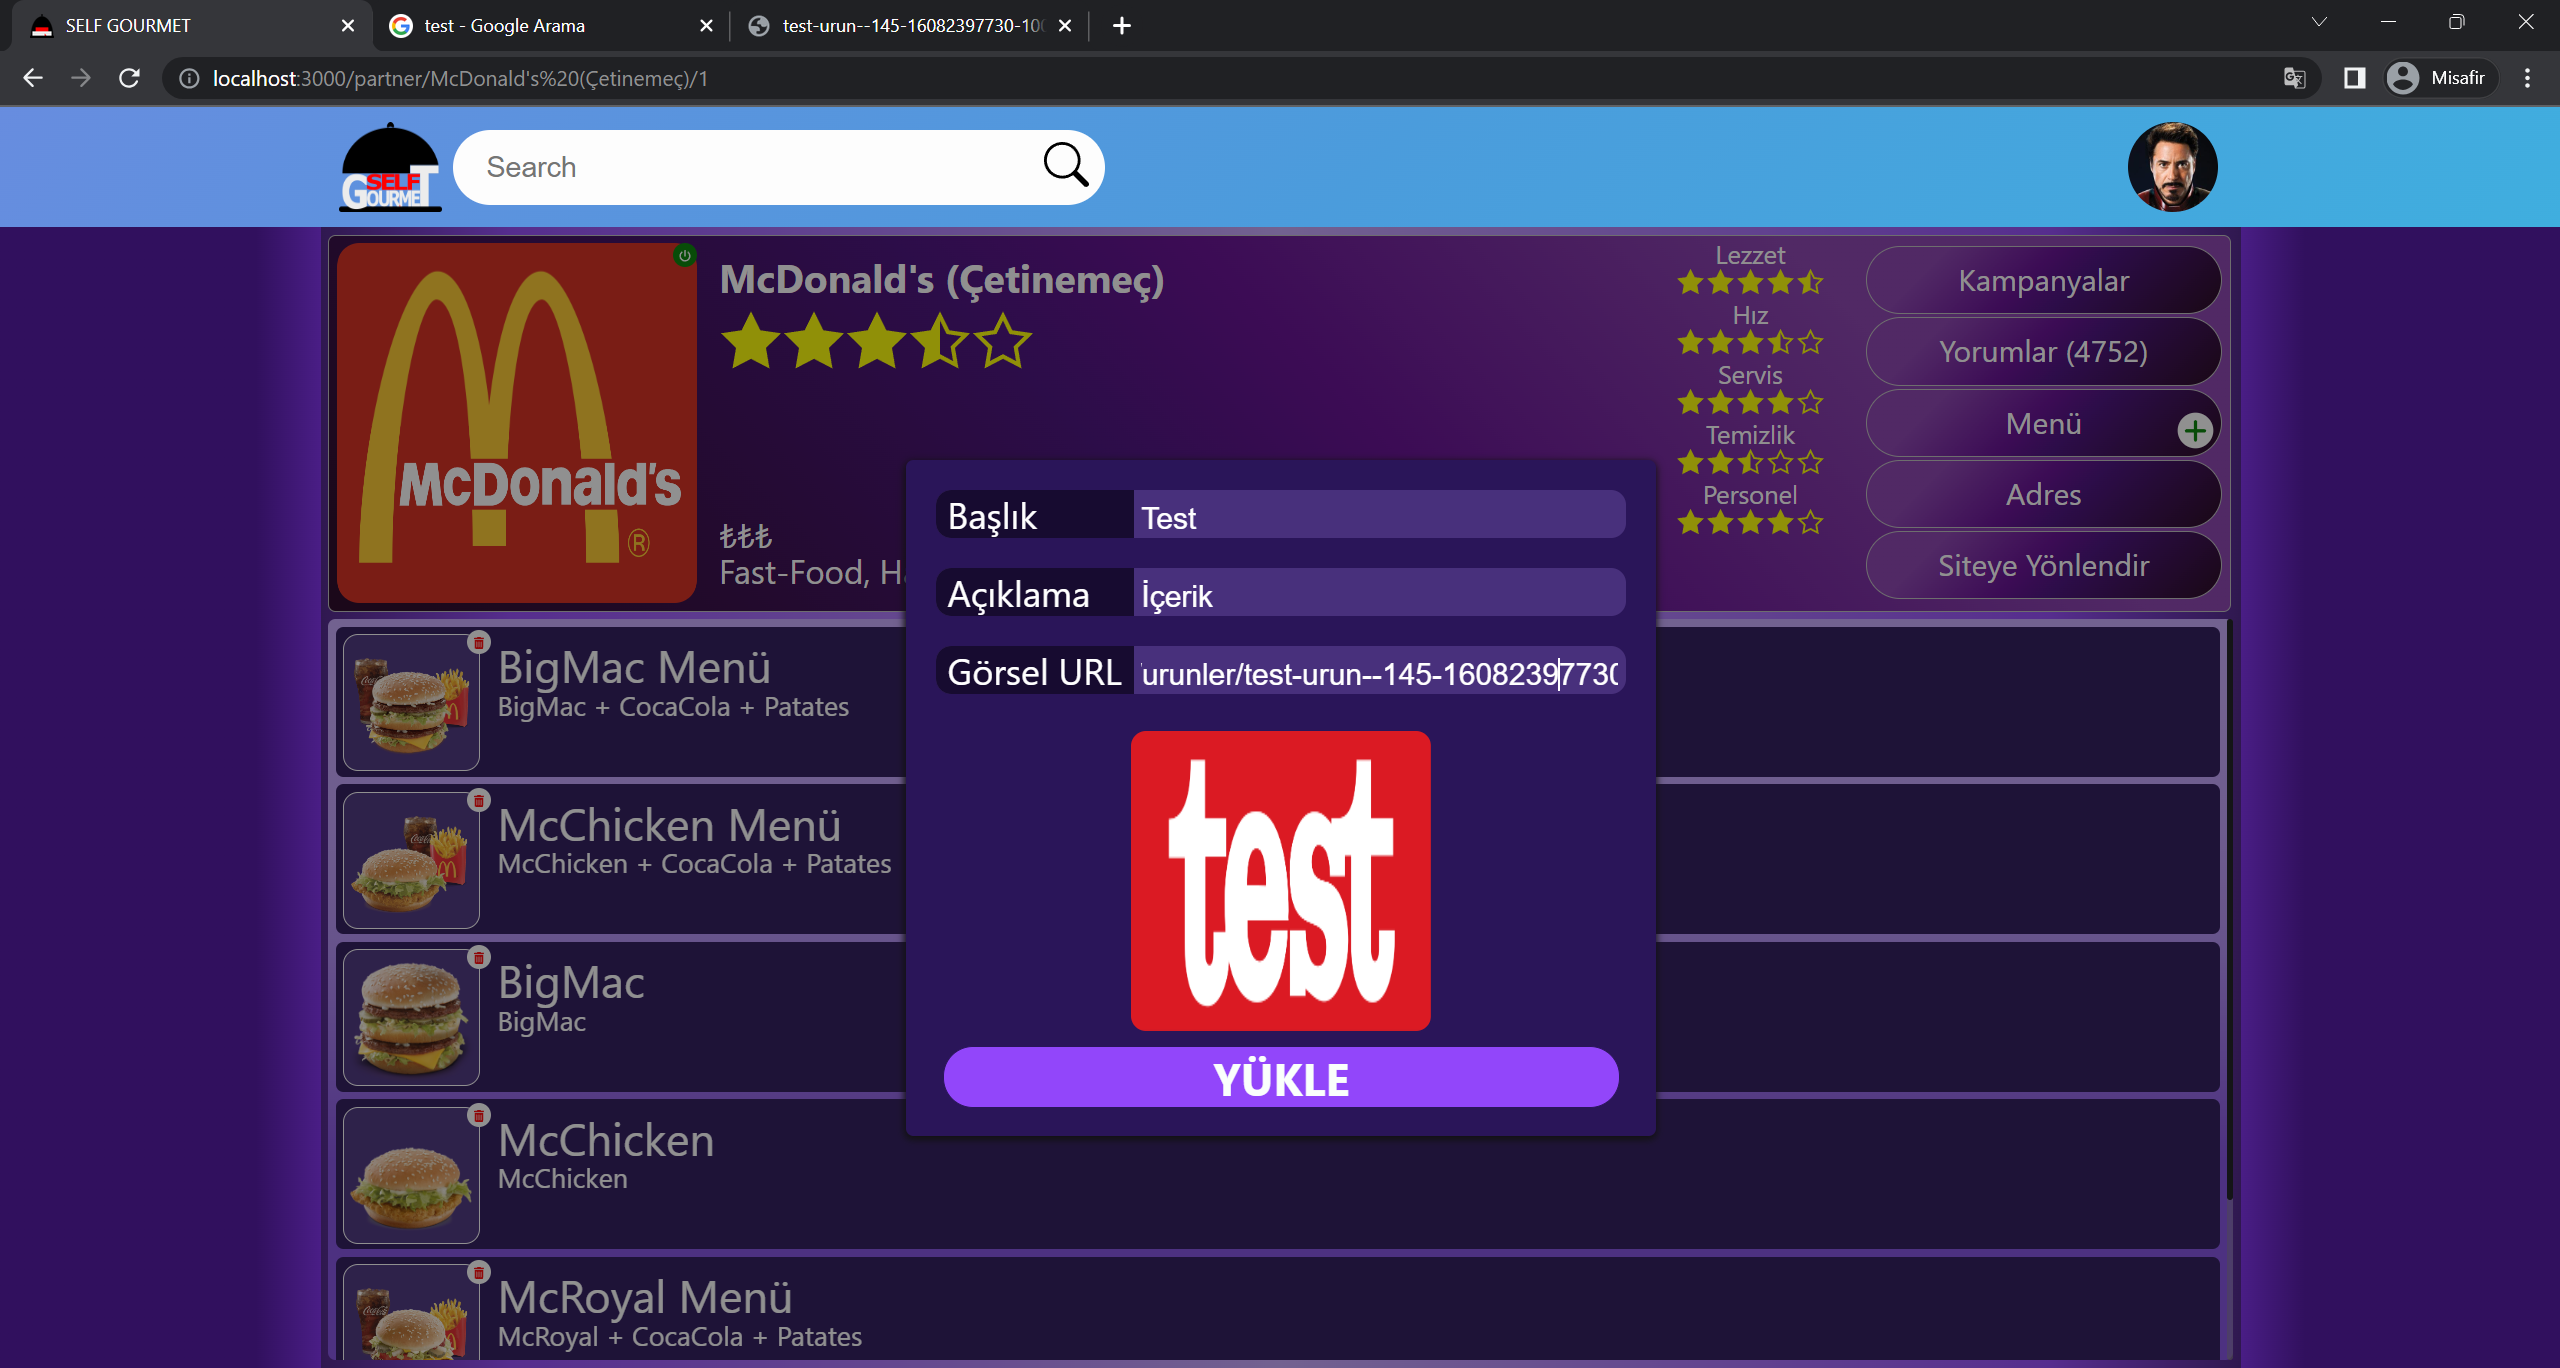 SELF GOURMET
test - Google Arama
test-urun--145-16082397730-10
localhost:3000/partner/McDonald's%20(Çetinemeç)/1
Misafir
SELF
GOURMET
Search
McDonald's
®
McDonald's (Çetinemeç)
₺₺₺
Fast-Food, Ha
Lezzet
Hız
Servis
Temizlik
Personel
Kampanyalar
Yorumlar (4752)
Menü
Adres
Siteye Yönlendir
Başlık
Test
Açıklama
İçerik
Görsel URL
urunler/test-urun--145-16082397730
test
YÜKLE
BigMac Menü
BigMac + CocaCola + Patates
McChicken Menü
McChicken + CocaCola + Patates
BigMac
BigMac
McChicken
McChicken
McRoyal Menü
McRoyal + CocaCola + Patates